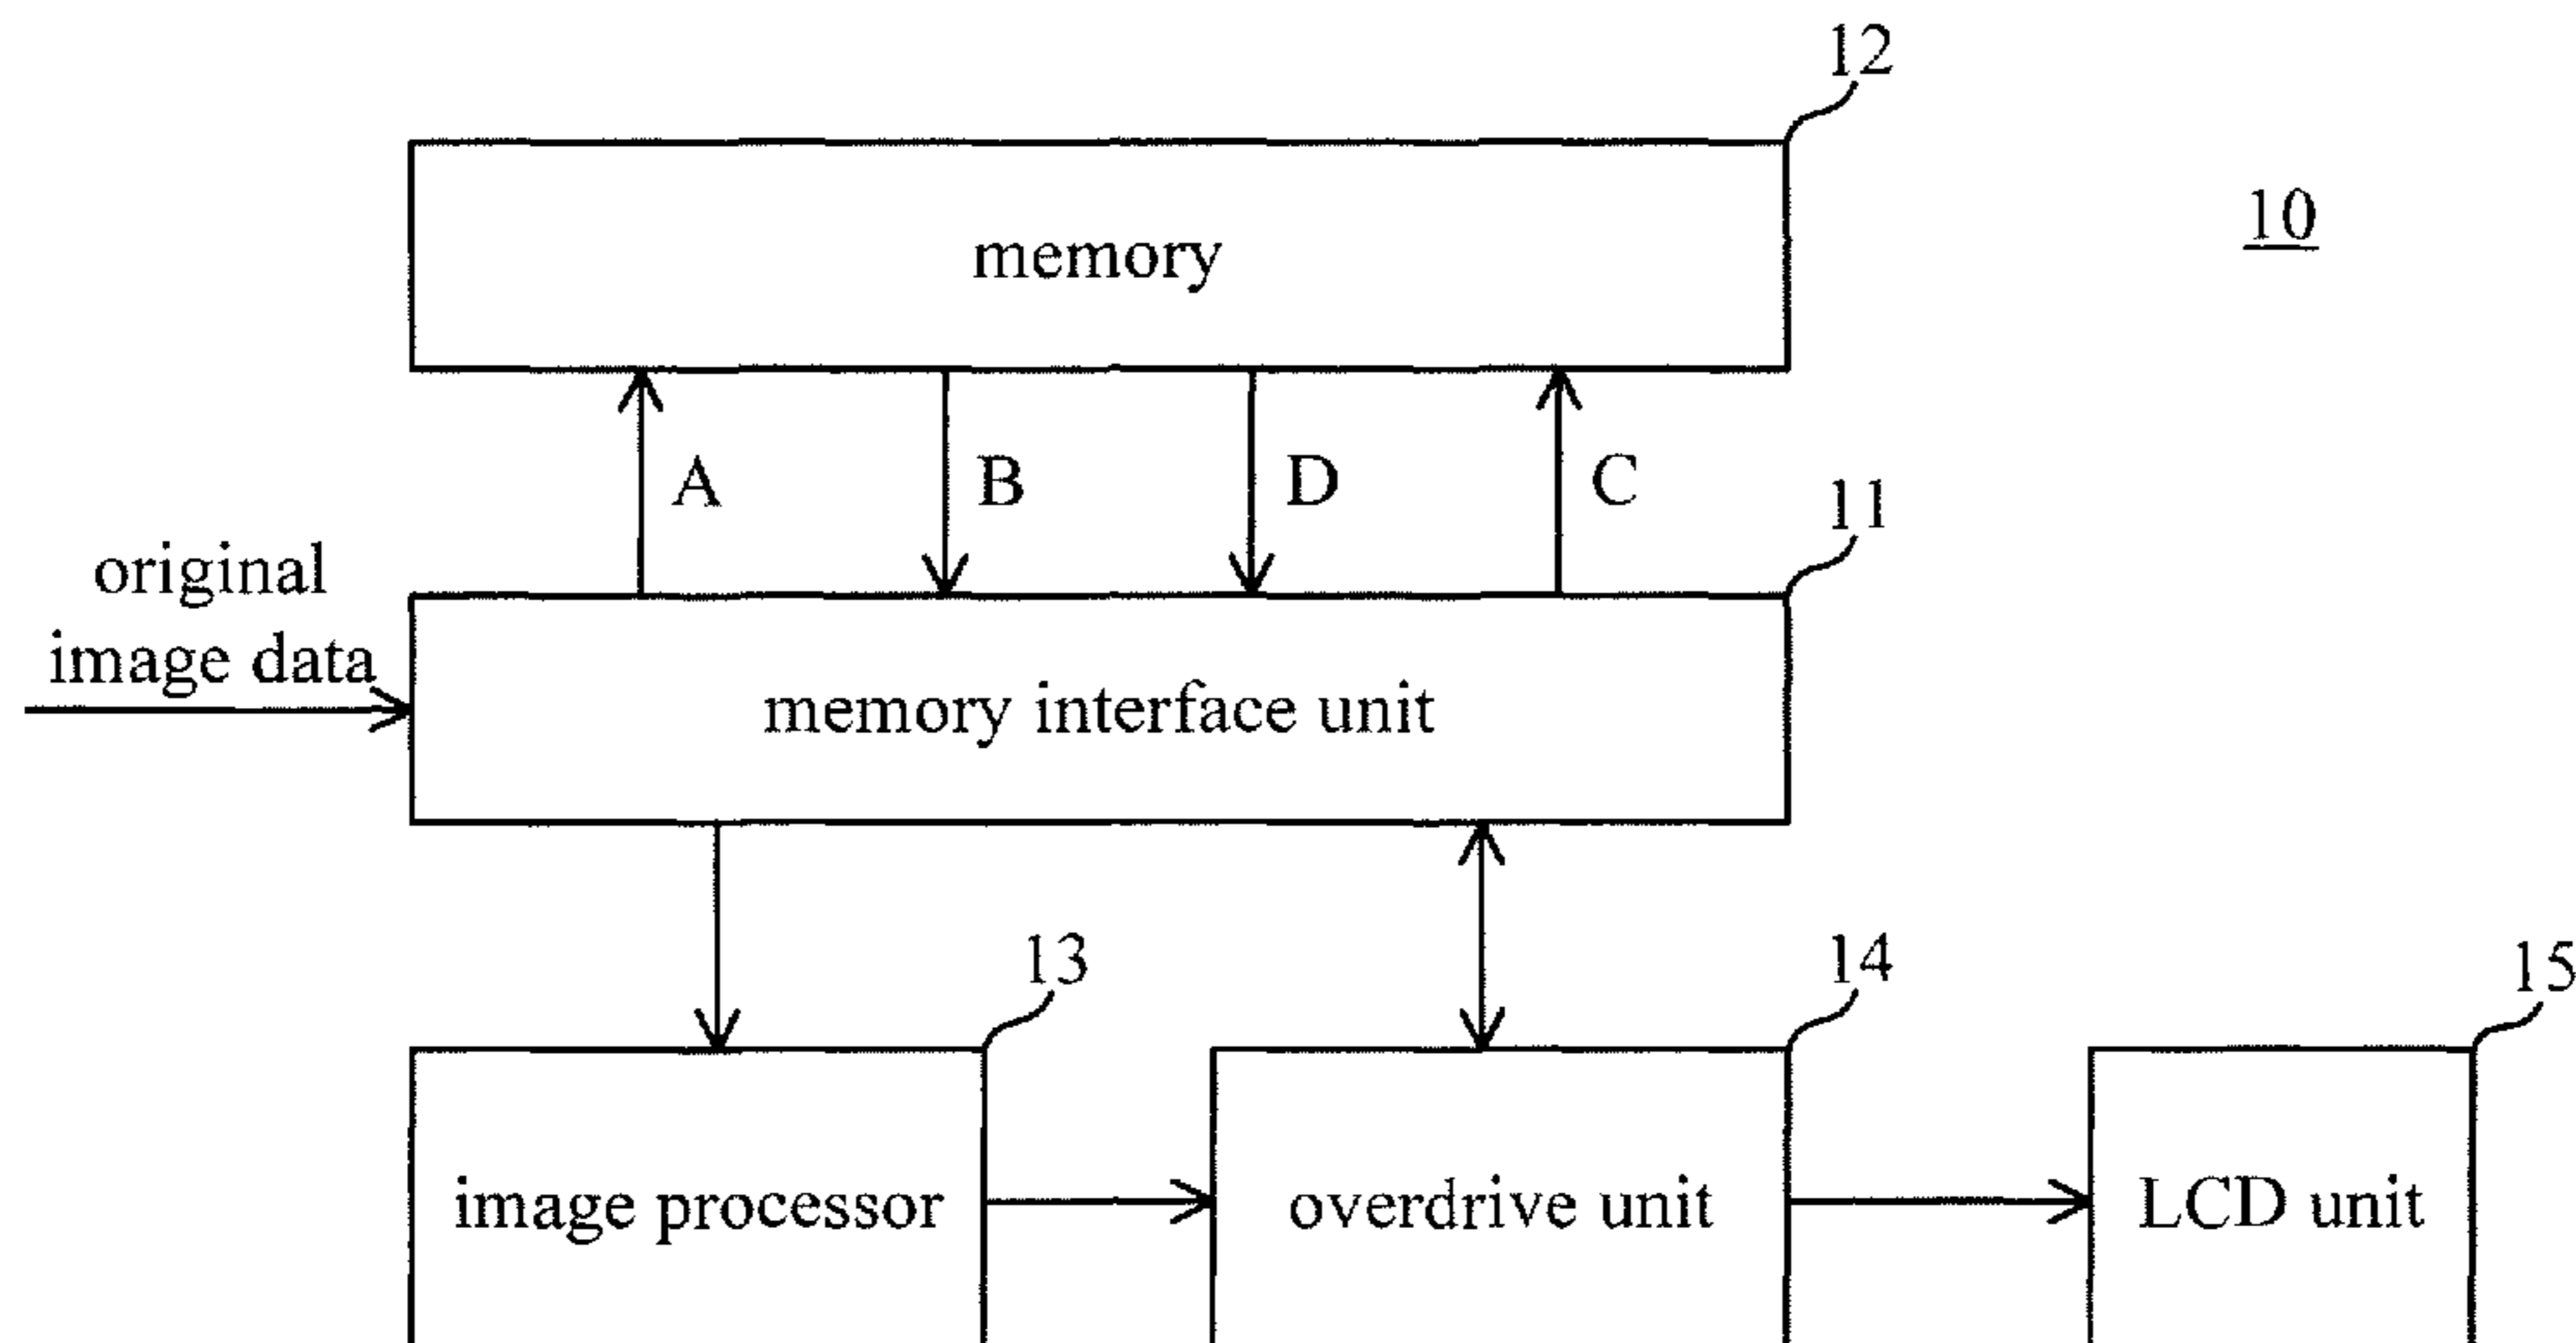 12
memory
10
A
B
D
C
11
original
image data
memory interface unit
13
14
15
image processor
overdrive unit
LCD unit